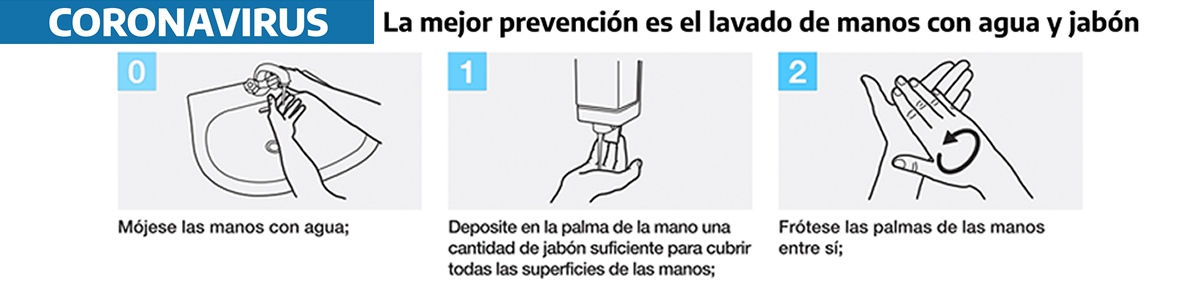 CORONAVIRUS
La mejor prevención es el lavado de manos con agua y jabón
0
Mójese las manos con agua;
1
Deposite en la palma de la mano una
cantidad de jabón suficiente para cubrir
todas las superficies de las manos;
2
Frótese las palmas de las manos
entre sí;